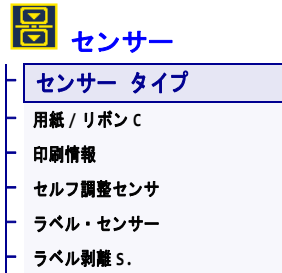 センサー
センサー タイプ
用紙 / リボン C
印刷情報
セルフ調整センサ
ラベル・センサー
ラベル剥離 S.